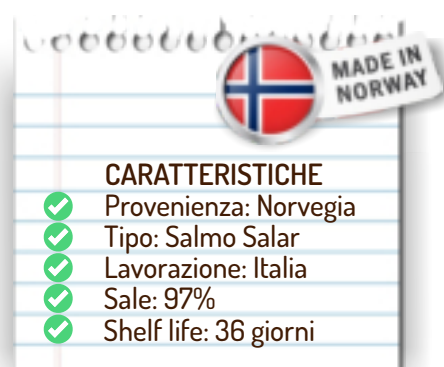 MADE IN
NORWAY
CARATTERISTICHE
Provenienza: Norvegia
Tipo: Salmo Salar
Lavorazione: Italia
Sale: 97%
Shelf life: 36 giorni